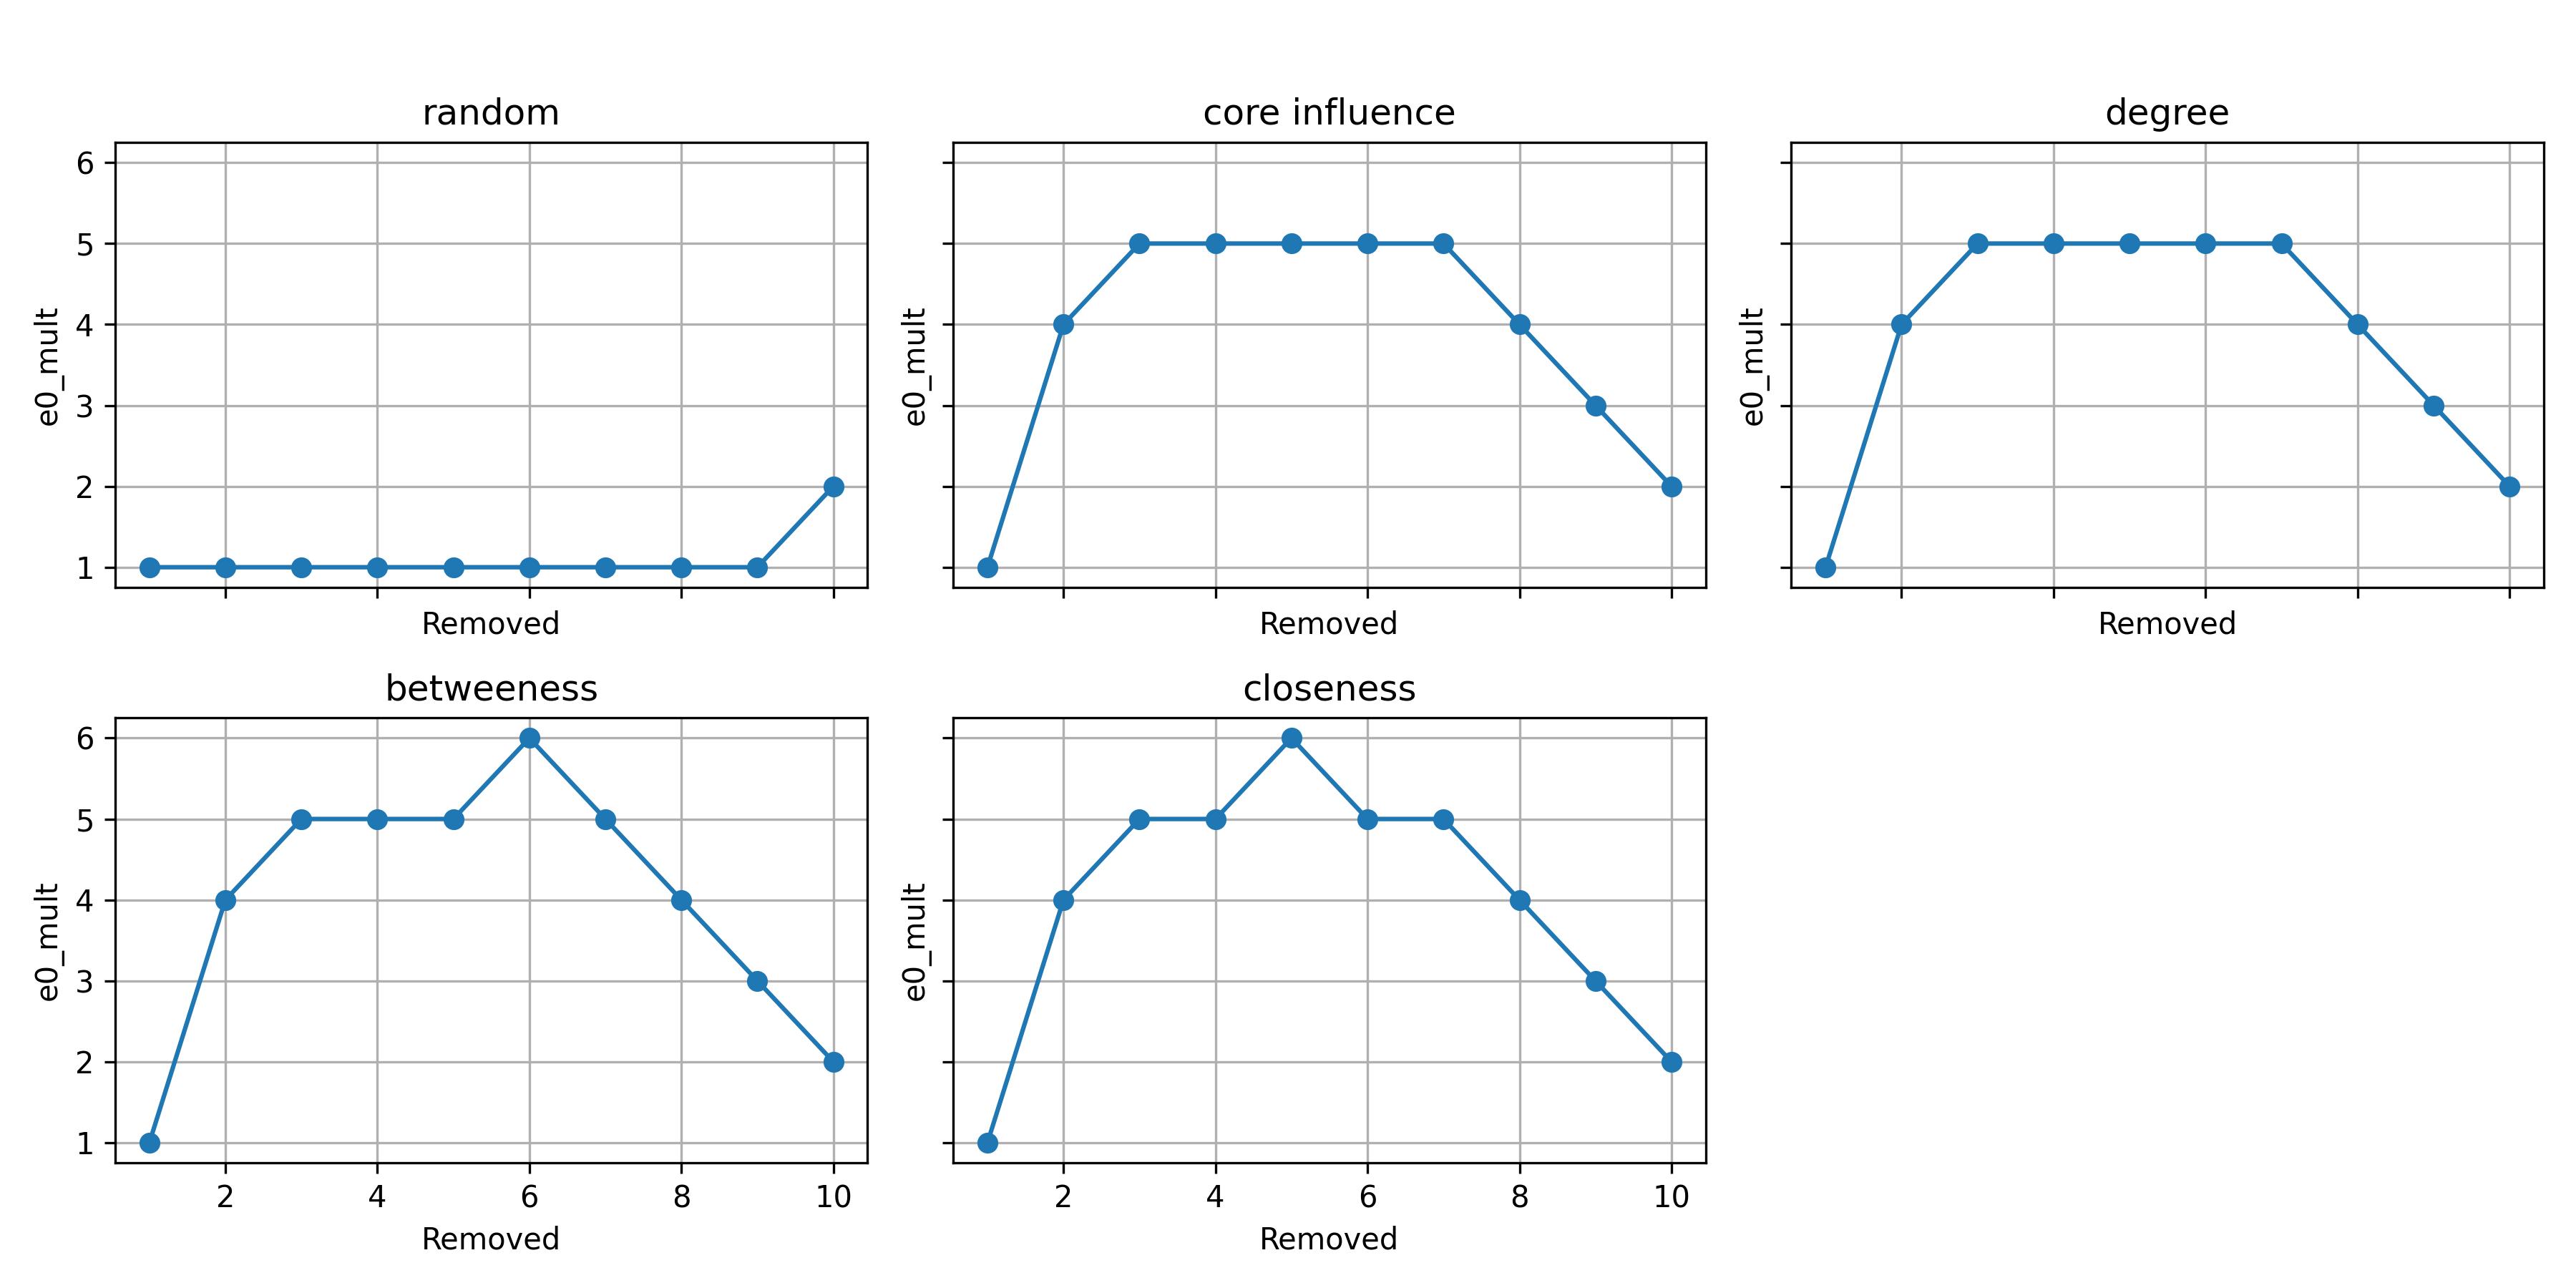 random
core influence
degree
6
5
4
3
2
1
e0_mult
e0_mult
e0_mult
Removed
Removed
Removed
betweeness
closeness
6
5
4
3
2
1
e0_mult
e0_mult
2 4 6 8 10
2 4 6 8 10
Removed
Removed